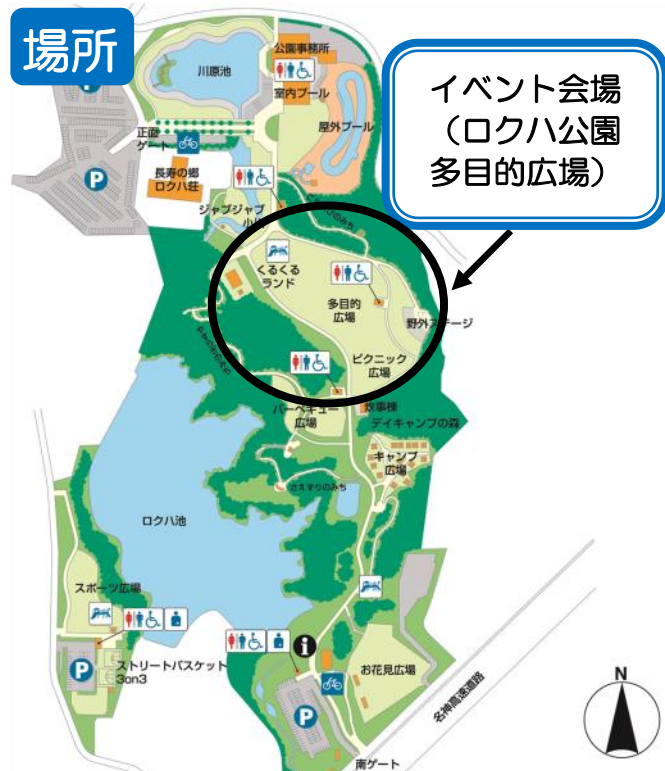 場所
イベント会場
（ロクハ公園
多目的広場）
公園事務所
川原池
室内プール
屋外プール
P
正面
ゲート
P
長寿の郷
ロクハ荘
ジャブジャブ
くるくる
ランド
多目的
広場
野外ステージ
ピクニック
広場
バーベキュー
広場
炊事棟
デイキャンプの森
キャンプ
広場
さえずりのみち
ロクハ池
スポーツ広場
P
ストリートバスケット
3on3
i
P
お花見広場
名神高速道路
南ゲート
N